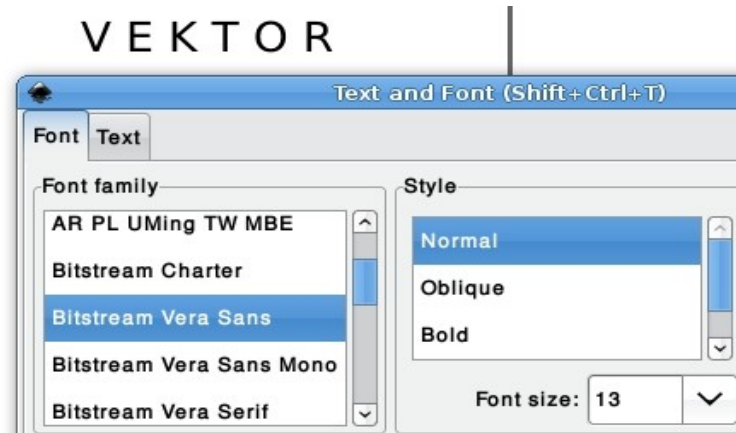 VEKTOR
Text and Font (Shift+Ctrl+T)
Font Text
Font family
AR PL UMing TW MBE
Bitstream Charter
Bitstream Vera Sans
Bitstream Vera Sans Mono
Bitstream Vera Serif
Style
Normal
Oblique
Bold
Font size: 13